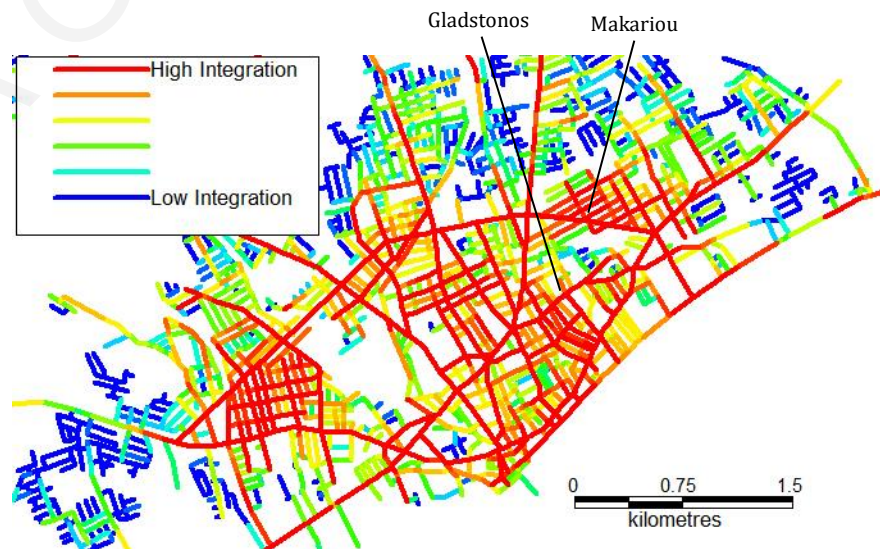 Gladstonos
Makariou
High Integration
Low Integration
0 0.75 1.5
kilometres